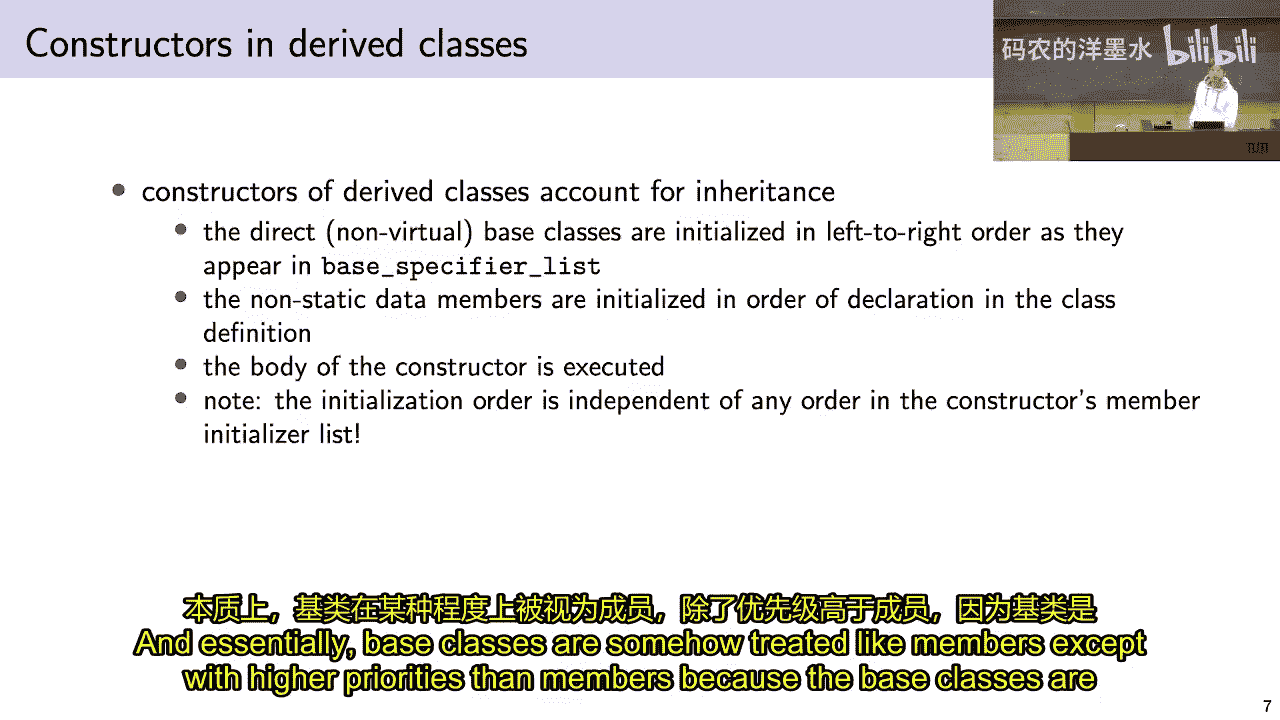 Constructors in derived classes
码农的洋墨水 bilibili
TUM
• constructors of derived classes account for inheritance
• the direct (non-virtual) base classes are initialized in left-to-right order as they
appear in base_specifier_list
• the non-static data members are initialized in order of declaration in the class
definition
• the body of the constructor is executed
• note: the initialization order is independent of any order in the constructor's member
initializer list!
本质上，基类在某种程度上被视为成员，除了优先级高于成员，因为基类是
And essentially, base classes are somehow treated like members except
with higher priorities than members because the base classes are
7